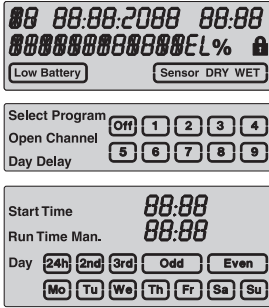 88 88:88:2088 88:88
88888888888EL%
Low Battery Sensor DRY WET
Select Program Off 1 2 3 4
Open Channel
Day Delay 5 6 7 8 9
Start Time 88:88
Run Time Man. 88:88
Day 24h 2nd 3rd Odd Even
Mo Tu We Th Fr Sa Su